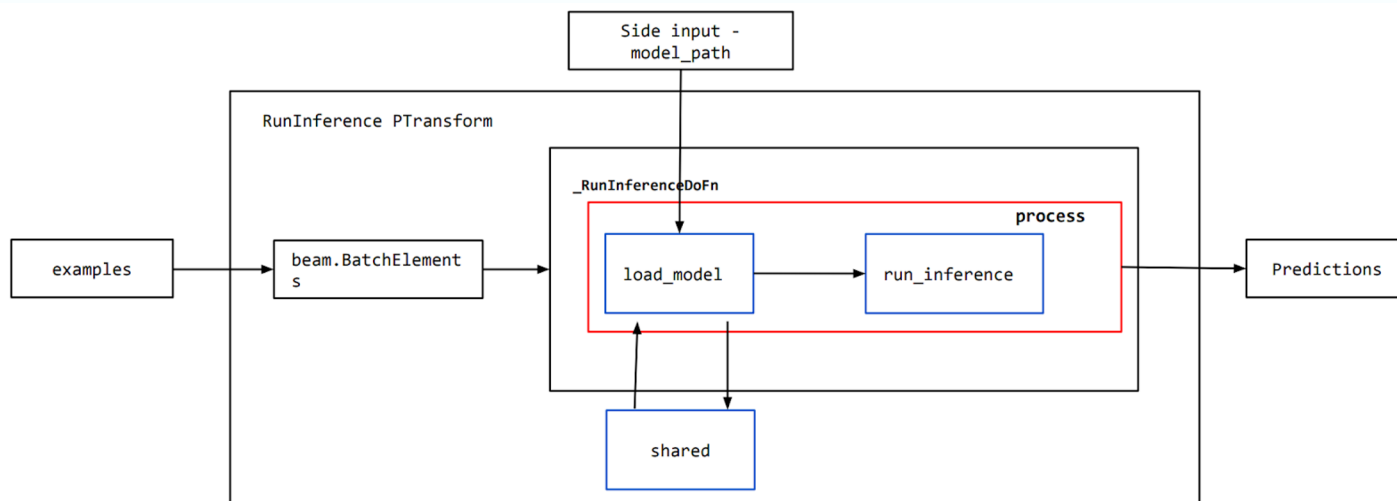 Side input -
model_path
RunInference PTransform
_RunInferenceDoFn
process
examples
beam.BatchElement
s
load_model
run_inference
Predictions
shared